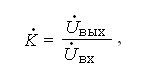 K̇ = U̇вых / U̇вх ,